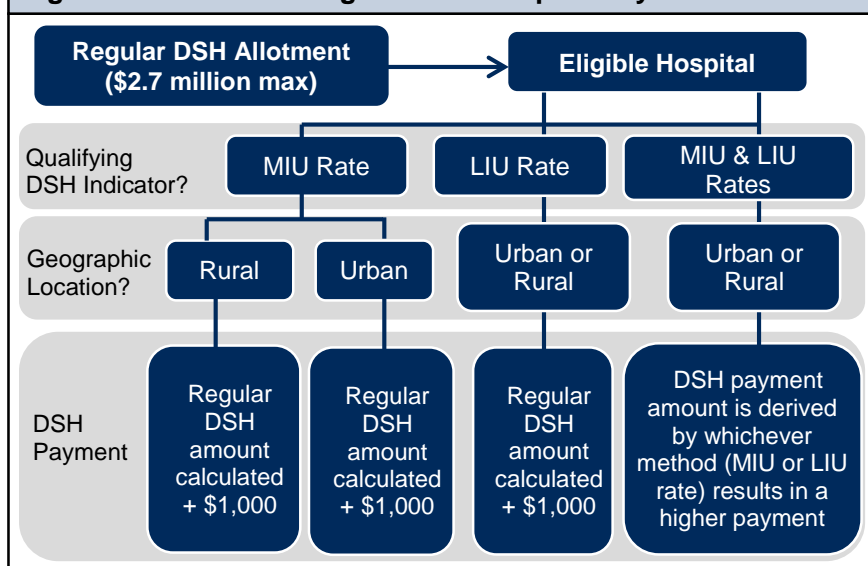 Regular DSH Allotment
($2.7 million max)
Eligible Hospital
Qualifying
DSH Indicator?
MIU Rate
LIU Rate
MIU & LIU
Rates
Geographic
Location?
Rural
Urban
Urban or
Rural
Urban or
Rural
DSH
Payment
Regular
DSH
amount
calculated
+ $1,000
Regular
DSH
amount
calculated
+ $1,000
Regular
DSH
amount
calculated
+ $1,000
DSH payment
amount is derived
by whichever
method (MIU or LIU
rate) results in a
higher payment